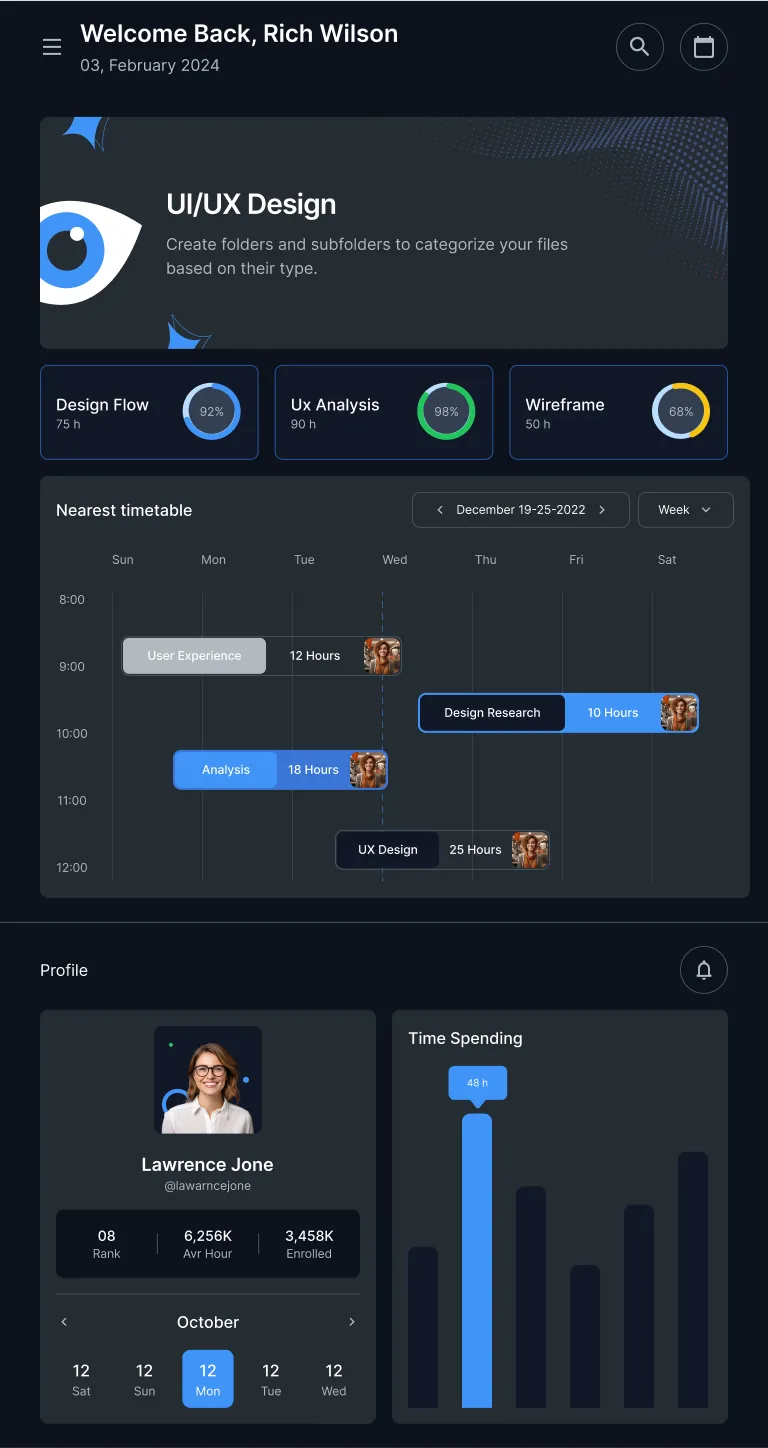 Welcome Back, Rich Wilson
03, February 2024
UI/UX Design
Create folders and subfolders to categorize your files
based on their type.
Design Flow
75 h
92%
Ux Analysis
90 h
98%
Wireframe
50 h
68%
Nearest timetable
December 19-25-2022
Week
Sun Mon Tue Wed Thu Fri Sat
8:00
User Experience 12 Hours
9:00
Design Research 10 Hours
10:00
Analysis 18 Hours
11:00
UX Design 25 Hours
12:00
Profile
Lawrence Jone
@lawarncejone
08 6,256K 3,458K
Rank Avr Hour Enrolled
October
12 12 12 12 12
Sat Sun Mon Tue Wed
Time Spending
48 h